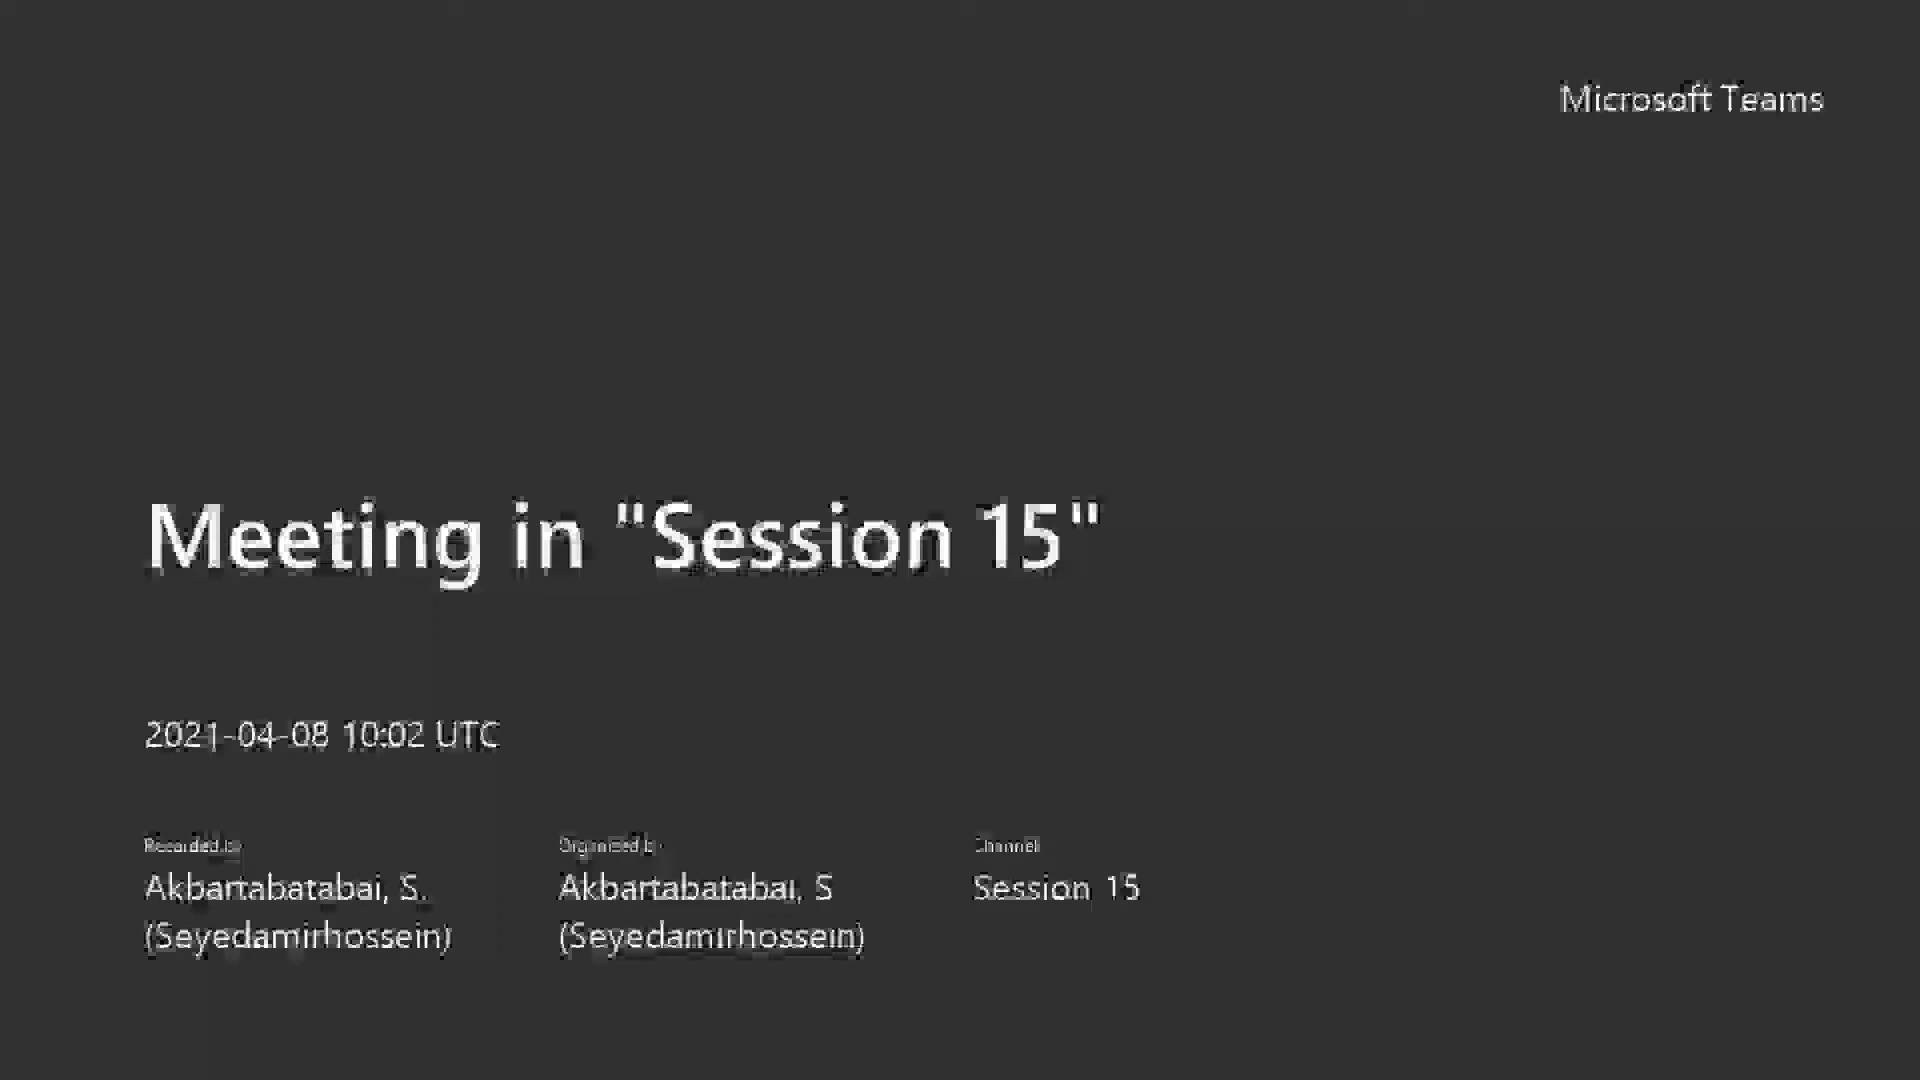 Microsoft Teams
Meeting in "Session 15"
2021-04-08 10:02 UTC
Recorded by
Organized by
Channel
Akbartabatabai, S.
(Seyedamirhossein)
Akbartabatabai, S
(Seyedamirhossein)
Session 15